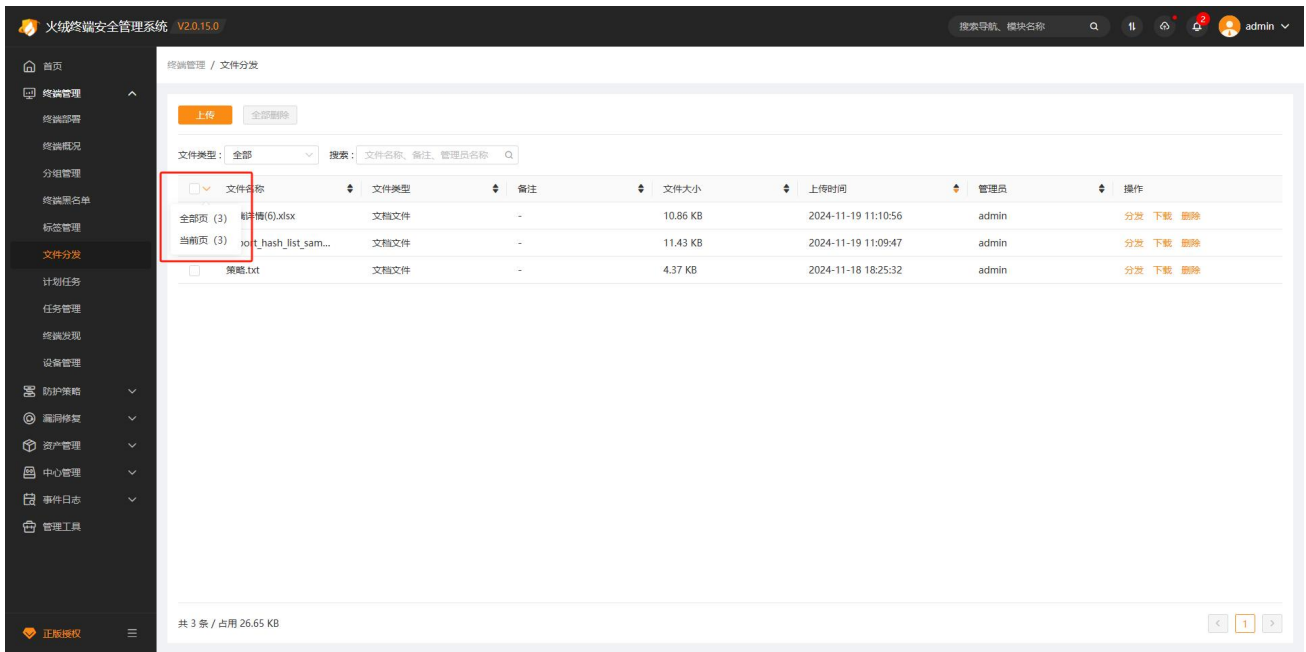 火绒终端安全管理系统 V2.0.15.0 搜索导航、模块名称 2 admin
首页
终端管理
终端部署
终端概况
分组管理
终端黑名单
标签管理
文件分发
计划任务
任务管理
终端发现
设备管理
防护策略
漏洞修复
资产管理
中心管理
事件日志
管理工具
正版授权
终端管理 / 文件分发
上传 全部删除
文件类型： 全部 搜索： 文件名称、备注、管理员名称
文件名称 文件类型 备注 文件大小 上传时间 管理员 操作
全部页（3）
当前页（3）
详情(6).xlsx 文档文件 - 10.86 KB 2024-11-19 11:10:56 admin 分发 下载 删除
port_hash_list_sam... 文档文件 - 11.43 KB 2024-11-19 11:09:47 admin 分发 下载 删除
策略.txt 文档文件 - 4.37 KB 2024-11-18 18:25:32 admin 分发 下载 删除
共 3 条 / 占用 26.65 KB < 1 >